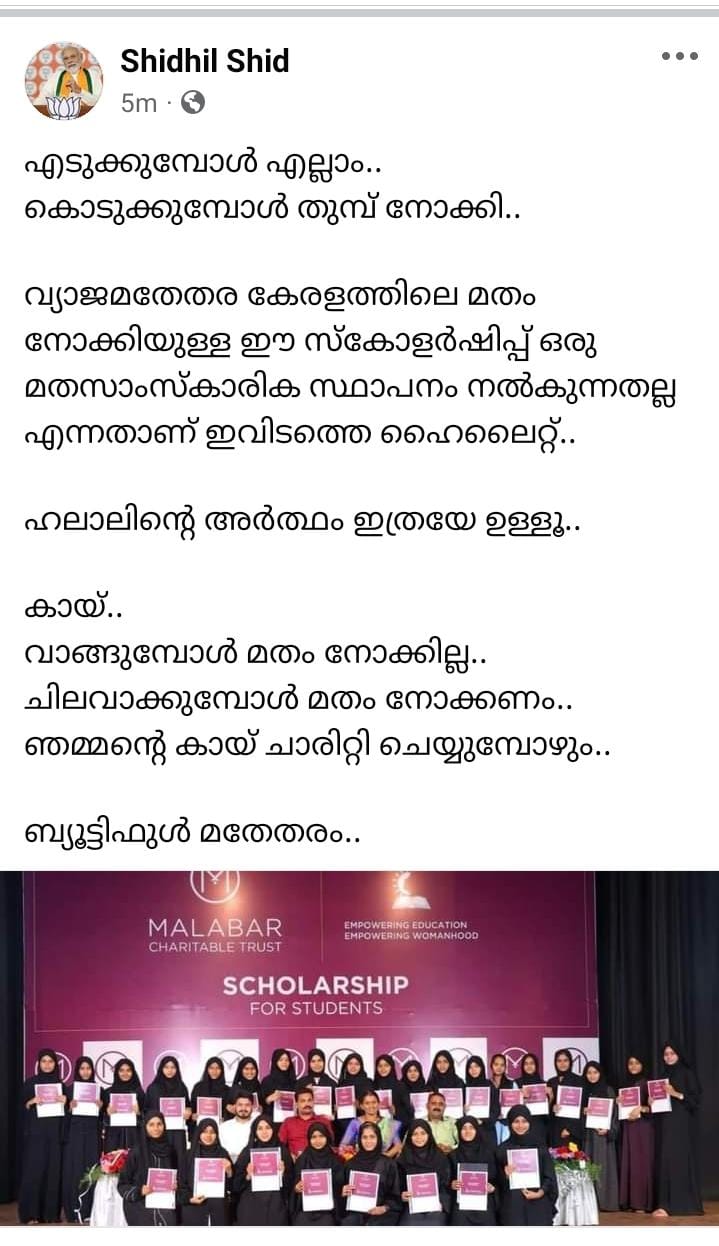 Shidhil Shid
5m ·
എടുക്കുമ്പോൾ എല്ലാം..
കൊടുക്കുമ്പോൾ തുമ്പ് നോക്കി..
വ്യാജമതേതര കേരളത്തിലെ മതം
നോക്കിയുള്ള ഈ സ്കോളർഷിപ്പ് ഒരു
മതസാംസ്കാരിക സ്ഥാപനം നൽകുന്നതല്ല
എന്നതാണ് ഇവിടത്തെ ഹൈലൈറ്റ്..
ഹലാലിന്റെ അർത്ഥം ഇത്രയേ ഉള്ളൂ..
കായ്..
വാങ്ങുമ്പോൾ മതം നോക്കില്ല..
ചിലവാക്കുമ്പോൾ മതം നോക്കണം..
ഞമ്മന്റെ കായ് ചാരിറ്റി ചെയ്യുമ്പോഴും..
ബ്യൂട്ടിഫുൾ മതേതരം..
MALABAR
CHARITABLE TRUST
EMPOWERING EDUCATION
EMPOWERING WOMANHOOD
SCHOLARSHIP
FOR STUDENTS